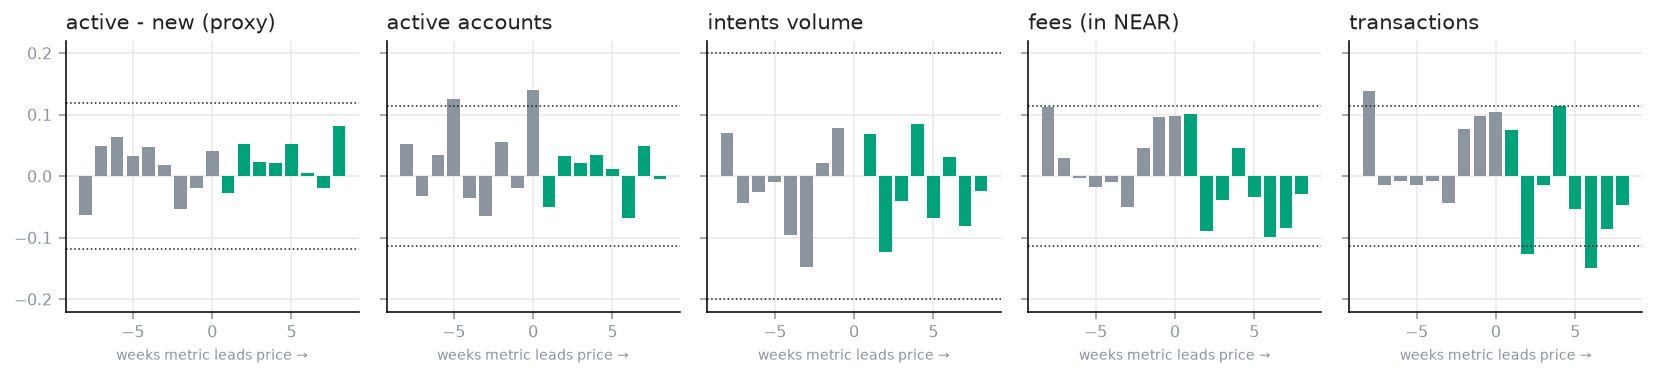 active - new (proxy)
active accounts
intents volume
fees (in NEAR)
transactions
0.2
0.1
0.0
−0.1
−0.2
−5 0 5
−5 0 5
−5 0 5
−5 0 5
−5 0 5
weeks metric leads price →
weeks metric leads price →
weeks metric leads price →
weeks metric leads price →
weeks metric leads price →